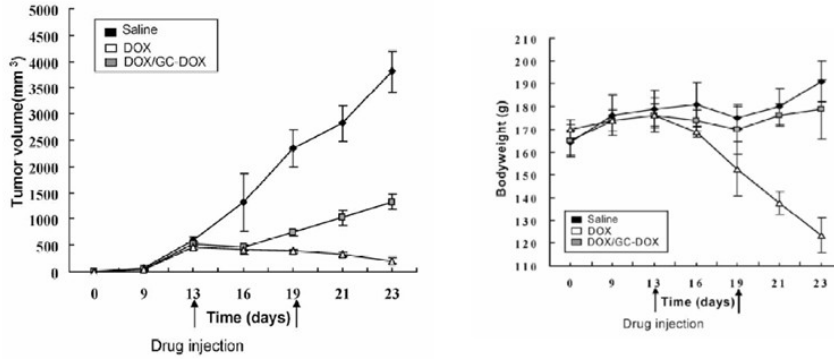 5000
4500
4000
3500
3000
2500
2000
1500
1000
500
0
Tumor volume(mm3)
Saline
DOX
DOX/GC-DOX
0 9 13 16 19 21 23
Time (days)
Drug injection
210
200
190
180
170
160
150
140
130
120
110
Bodyweight (g)
Saline
DOX
DOX/GC-DOX
0 9 13 16 19 21 23
Time (days)
Drug injection